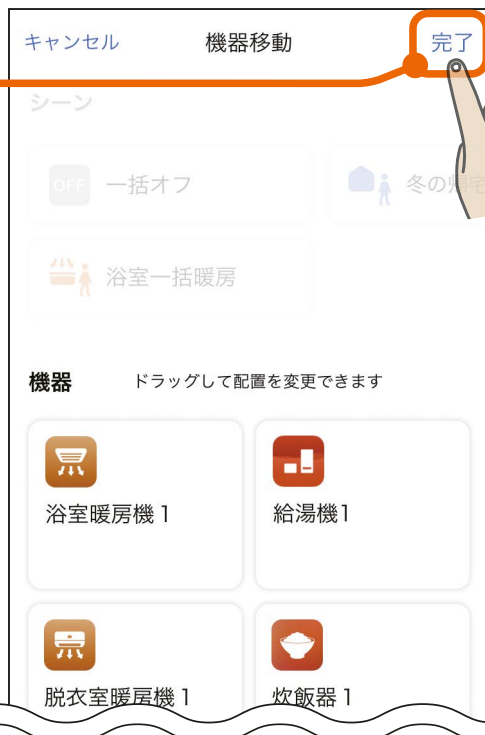 キャンセル 機器移動 完了
シーン
OFF 一括オフ 冬の帰宅
浴室一括暖房
機器 ドラッグして配置を変更できます
浴室暖房機 1 給湯機1
脱衣室暖房機 1 炊飯器 1